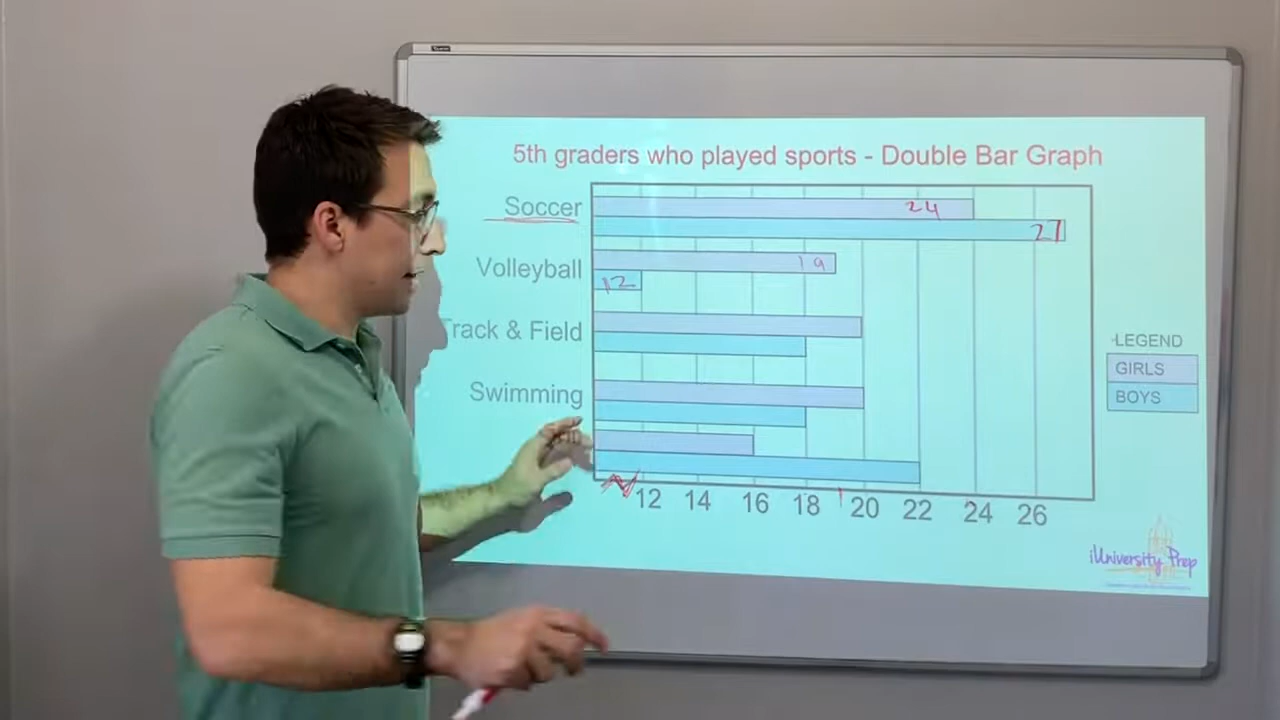 5th graders who played sports - Double Bar Graph
Soccer
24
27
Volleyball
19
12
Track & Field
Swimming
12 14 16 18 20 22 24 26
LEGEND
GIRLS
BOYS
iUniversity Prep